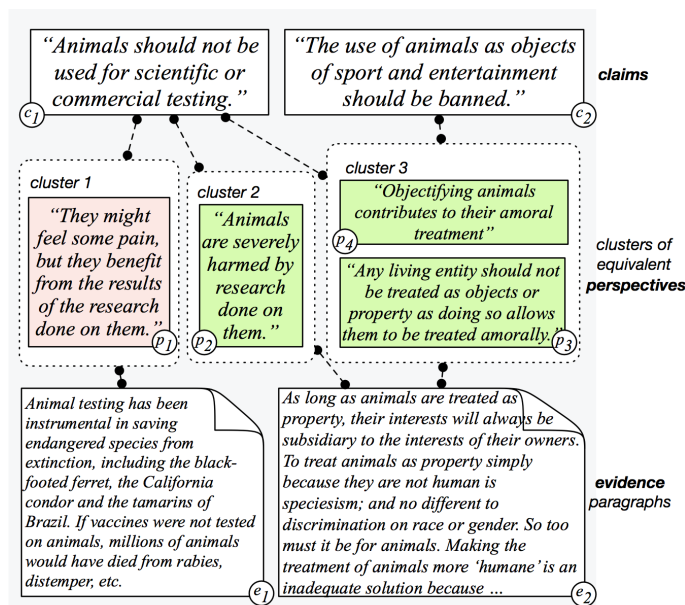 “Animals should not be
used for scientific or
commercial testing.”
c1
“The use of animals as objects
of sport and entertainment
should be banned.”
c2
claims
cluster 1
“They might
feel some pain,
but they benefit
from the results
of the research
done on them.”
p1
cluster 2
“Animals
are severely
harmed by
research
done on
them.”
p2
cluster 3
“Objectifying animals
contributes to their amoral
treatment”
p4
“Any living entity should not
be treated as objects or
property as doing so allows
them to be treated amorally.”
p3
clusters of
equivalent
perspectives
Animal testing has been
instrumental in saving
endangered species from
extinction, including the black-
footed ferret, the California
condor and the tamarins of
Brazil. If vaccines were not tested
on animals, millions of animals
would have died from rabies,
distemper, etc.
e1
As long as animals are treated as
property, their interests will always be
subsidiary to the interests of their owners.
To treat animals as property simply
because they are not human is
speciesism; and no different to
discrimination on race or gender. So too
must it be for animals. Making the
treatment of animals more ‘humane’ is an
inadequate solution because ...
e2
evidence
paragraphs